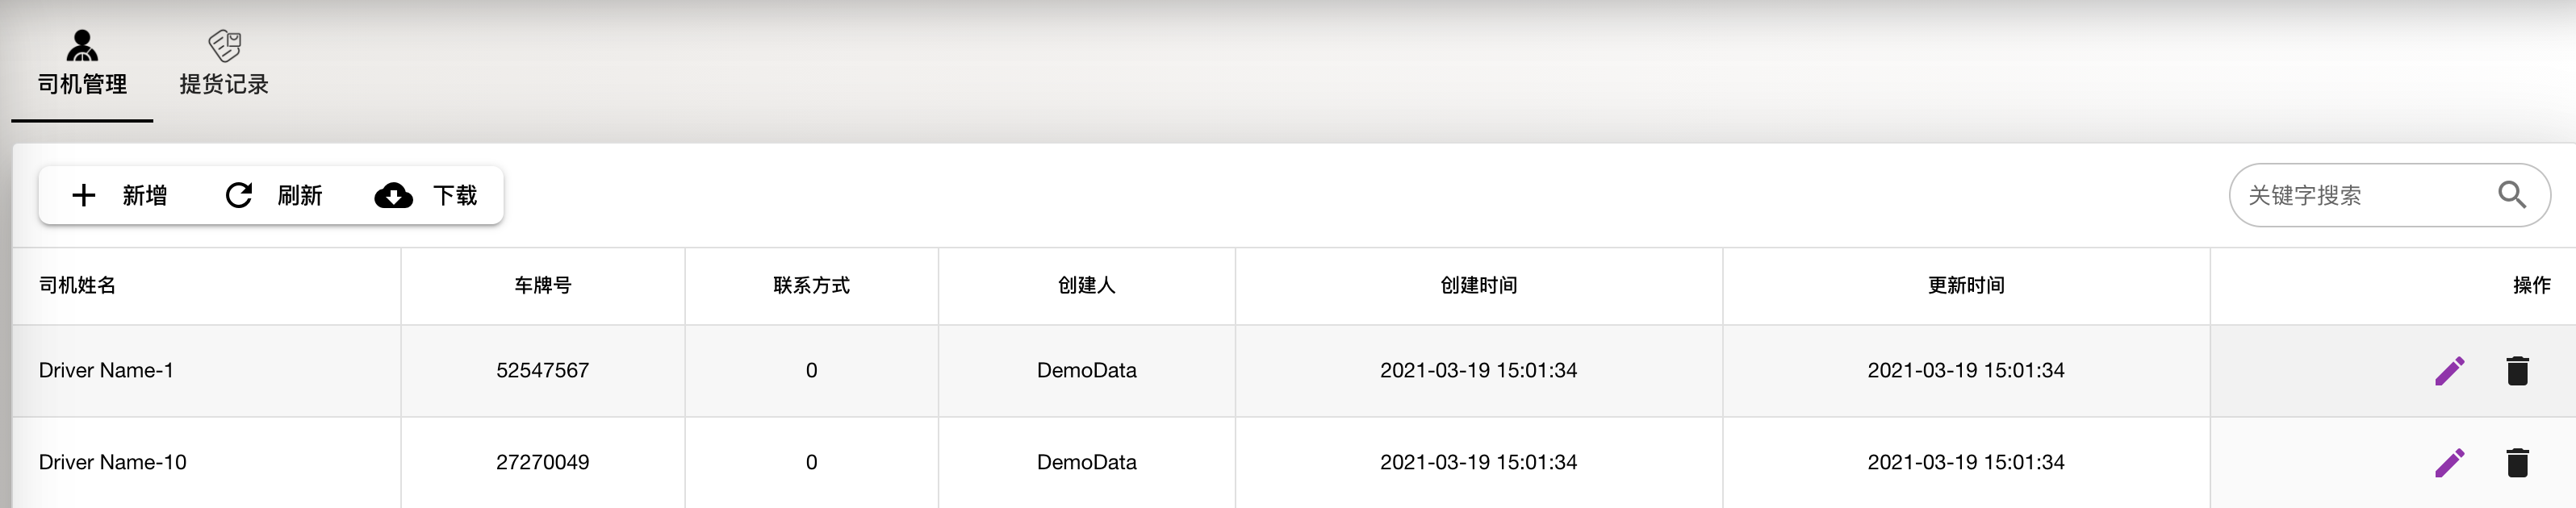 司机管理 提货记录
新增 刷新 下载 关键字搜索
司机姓名 车牌号 联系方式 创建人 创建时间 更新时间 操作
Driver Name-1 52547567 0 DemoData 2021-03-19 15:01:34 2021-03-19 15:01:34
Driver Name-10 27270049 0 DemoData 2021-03-19 15:01:34 2021-03-19 15:01:34